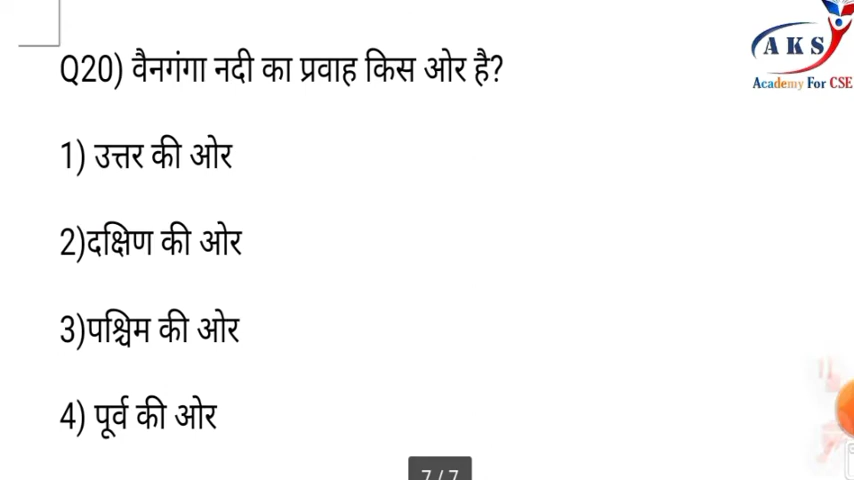 AKS
Academy For CSE
Q20) वैनगंगा नदी का प्रवाह किस ओर है?
1) उत्तर की ओर
2)दक्षिण की ओर
3)पश्चिम की ओर
4) पूर्व की ओर
7/7